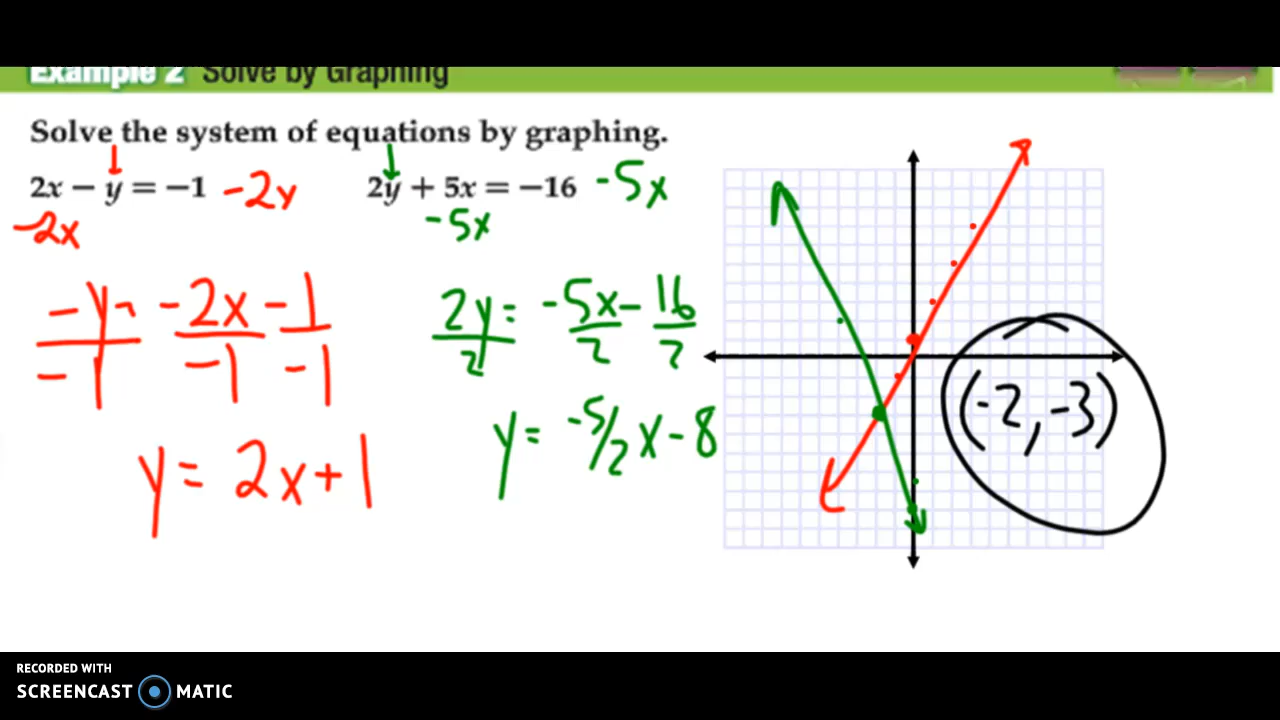 Example 2 Solve by Graphing
Solve the system of equations by graphing.
2x − y = −1 -2x 2y + 5x = −16 -5x
-2x -5x
-y = -2x - 1 2y = -5x - 16
-1 -1 -1 2 2 2
(-2, -3)
y = 2x + 1 y = -5/2 x - 8
RECORDED WITH
SCREENCAST MATIC